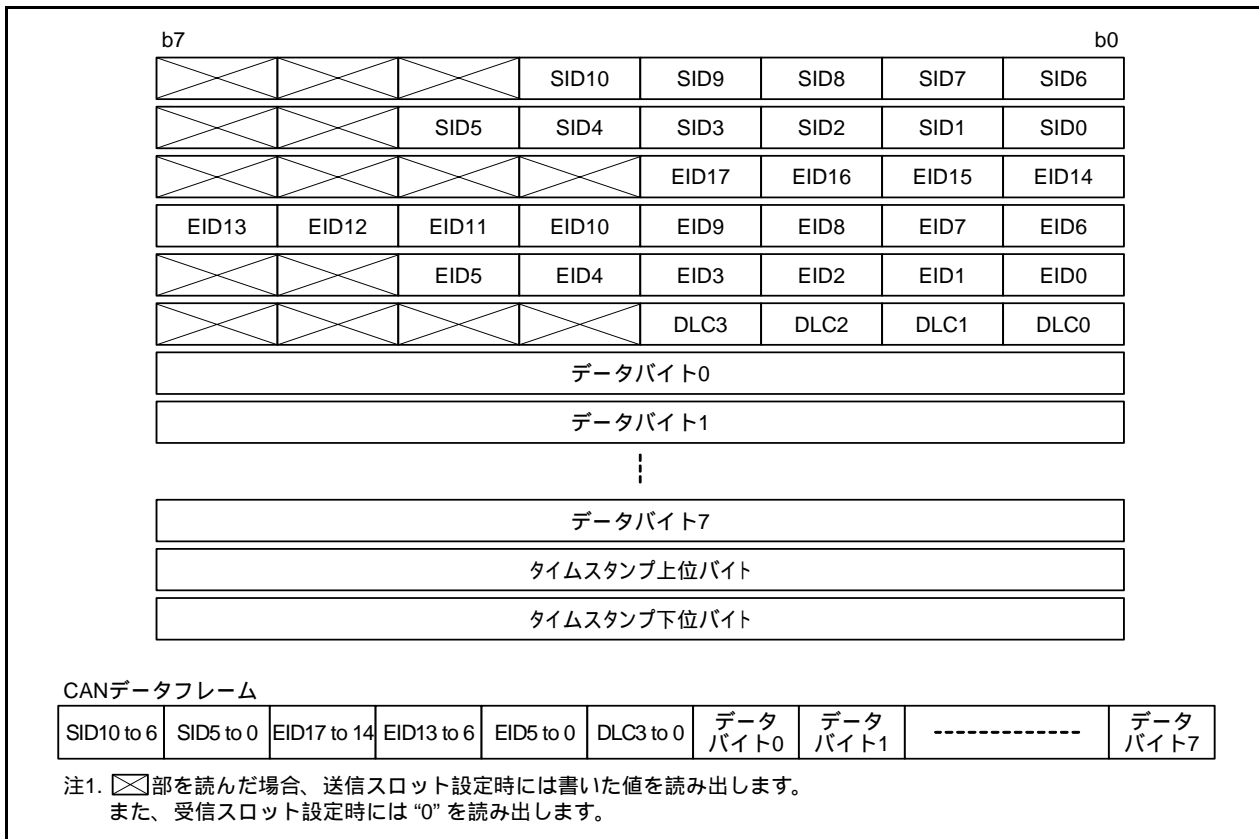 b7 b0
SID10 SID9 SID8 SID7 SID6
SID5 SID4 SID3 SID2 SID1 SID0
EID17 EID16 EID15 EID14
EID13 EID12 EID11 EID10 EID9 EID8 EID7 EID6
EID5 EID4 EID3 EID2 EID1 EID0
DLC3 DLC2 DLC1 DLC0
データバイト0
データバイト1
データバイト7
タイムスタンプ上位バイト
タイムスタンプ下位バイト
CANデータフレーム
SID10 to 6 SID5 to 0 EID17 to 14 EID13 to 6 EID5 to 0 DLC3 to 0 データバイト0 データバイト1 データバイト7
注1. 部を読んだ場合、送信スロット設定時には書いた値を読み出します。
また、受信スロット設定時には “0” を読み出します。